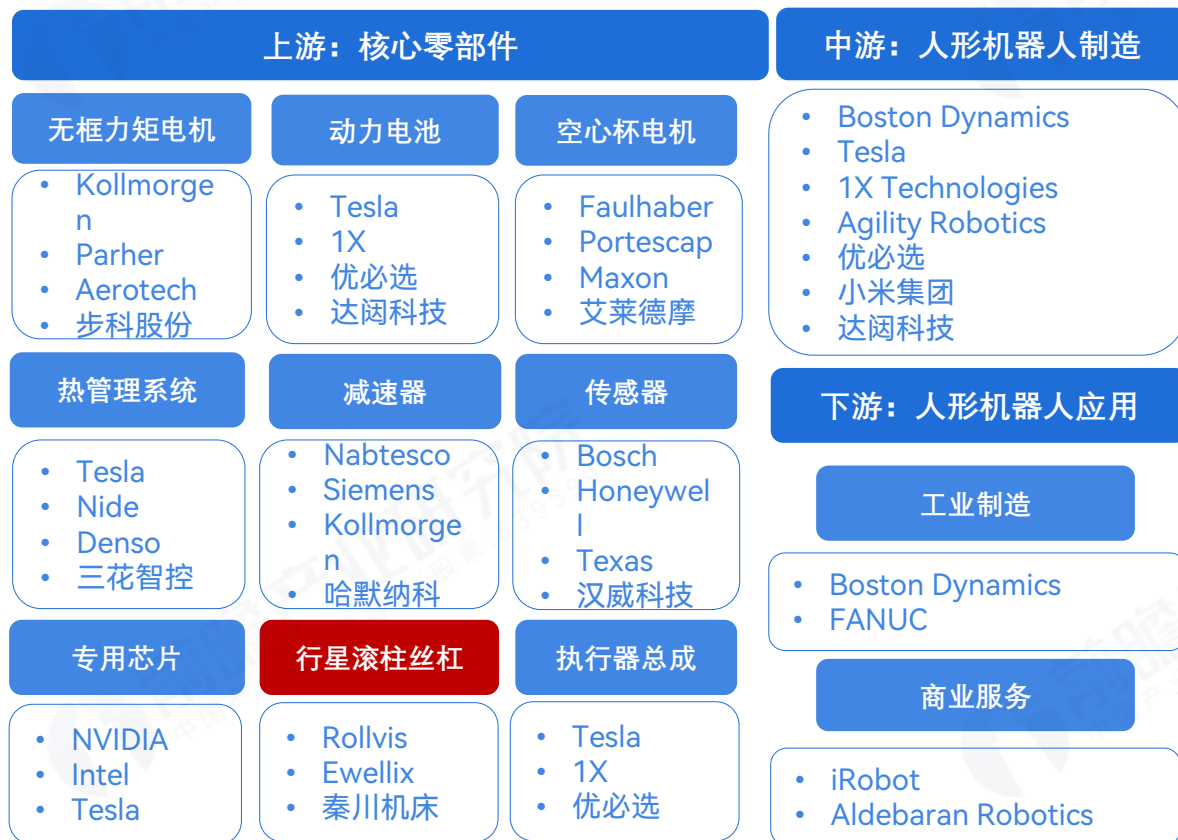 上游：核心零部件
无框力矩电机
• Kollmorge
n
• Parher
• Aerotech
• 步科股份
动力电池
• Tesla
• 1X
• 优必选
• 达闼科技
空心杯电机
• Faulhaber
• Portescap
• Maxon
• 艾莱德摩
热管理系统
• Tesla
• Nide
• Denso
• 三花智控
减速器
• Nabtesco
• Siemens
• Kollmorge
n
• 哈默纳科
传感器
• Bosch
• Honeywel
l
• Texas
• 汉威科技
专用芯片
• NVIDIA
• Intel
• Tesla
行星滚柱丝杠
• Rollvis
• Ewellix
• 秦川机床
执行器总成
• Tesla
• 1X
• 优必选
中游：人形机器人制造
• Boston Dynamics
• Tesla
• 1X Technologies
• Agility Robotics
• 优必选
• 小米集团
• 达闼科技
下游：人形机器人应用
工业制造
• Boston Dynamics
• FANUC
商业服务
• iRobot
• Aldebaran Robotics